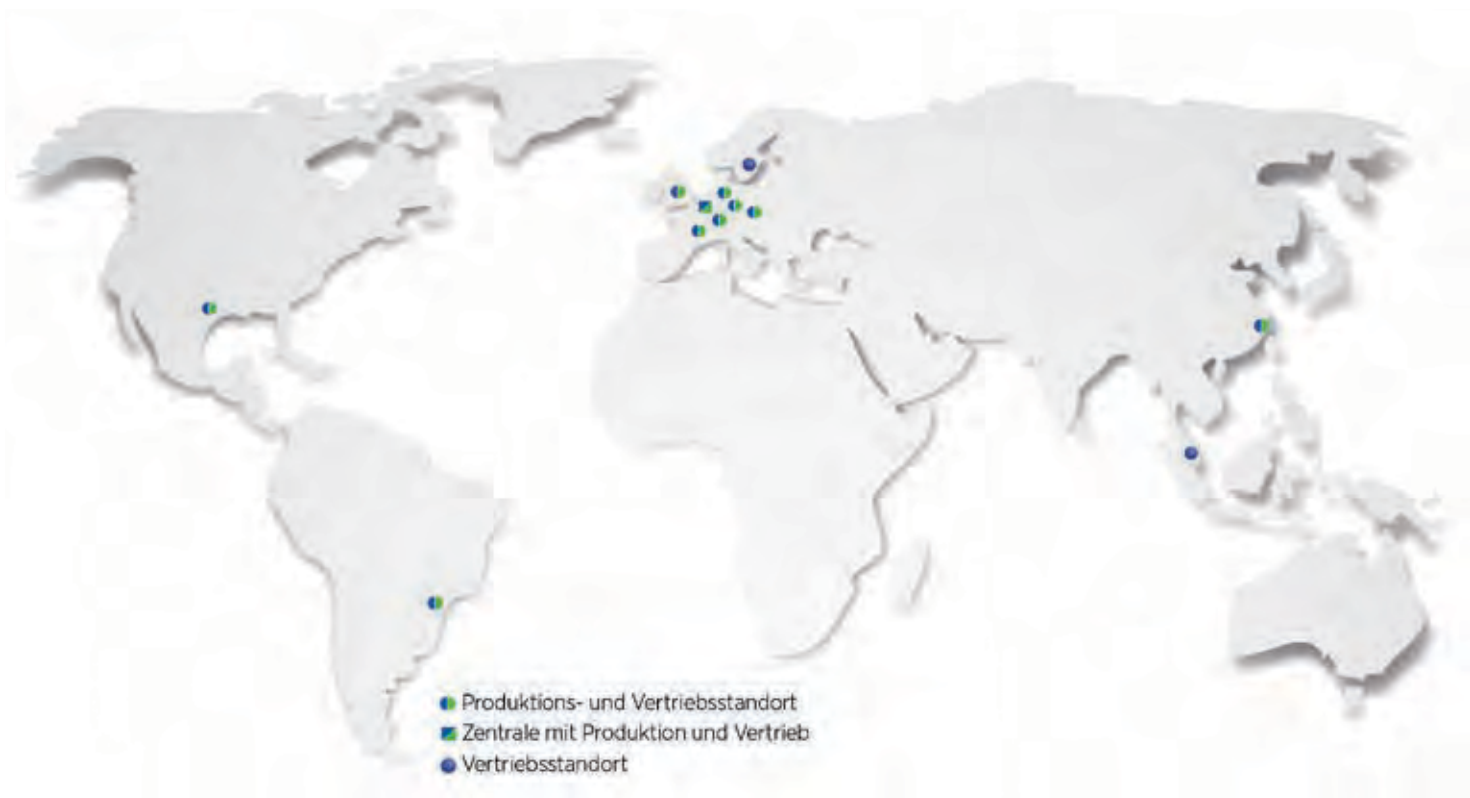 Produktions- und Vertriebsstandort
Zentrale mit Produktion und Vertrieb
Vertriebsstandort